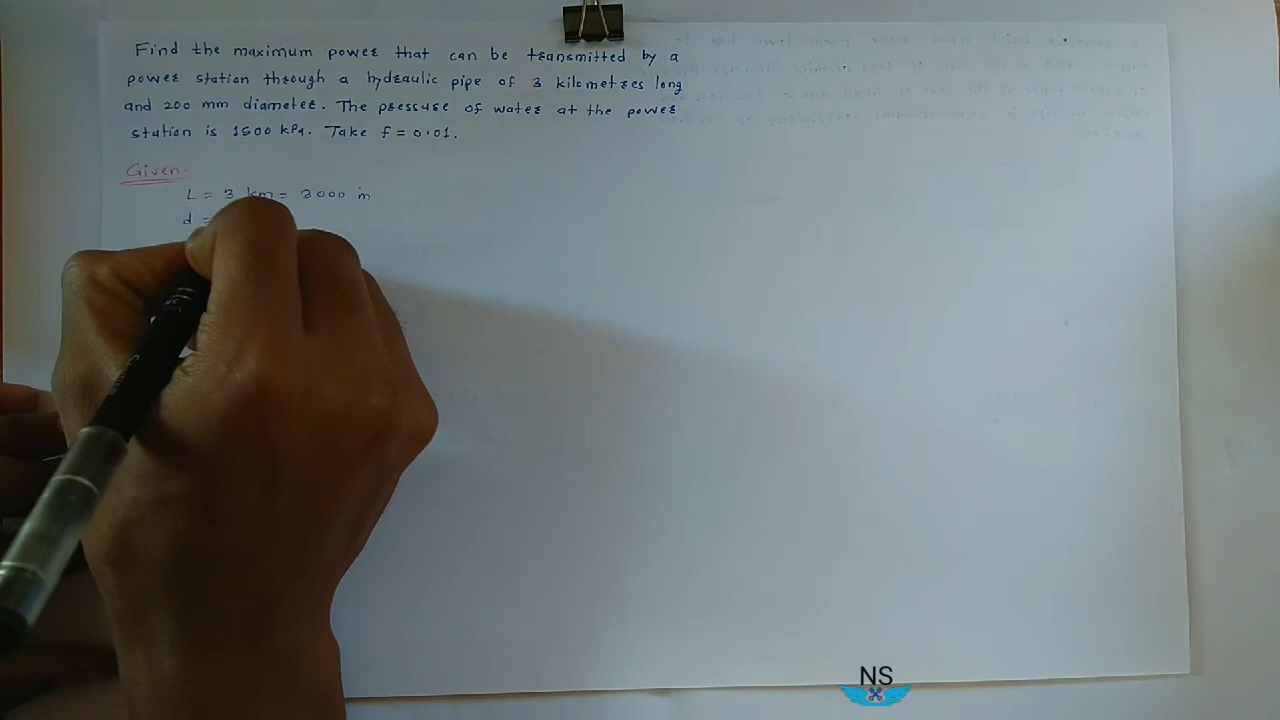 Find the maximum power that can be transmitted by a
power station through a hydraulic pipe of 3 kilometres long
and 200 mm diameter. The pressure of water at the power
station is 1500 kPa. Take f = 0.01.
Given:
L = 3 km = 3000 m
d =
NS